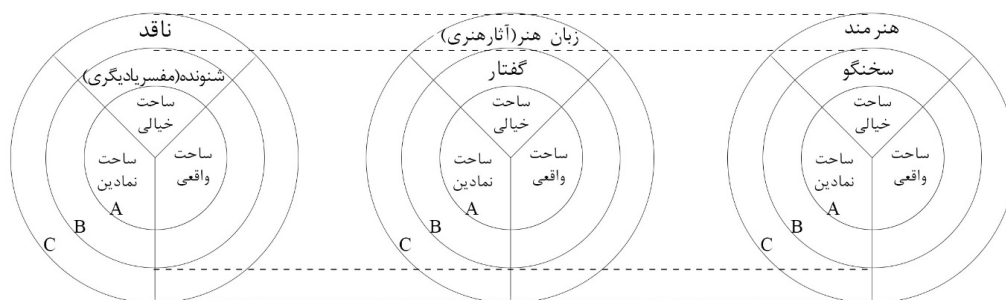 هنرمند
سخنگو
ساحت
خیالی
ساحت
واقعی
ساحت
نمادین
A
B
C
زبان هنر(آثارهنری)
گفتار
ساحت
خیالی
ساحت
واقعی
ساحت
نمادین
A
B
C
ناقد
شنونده(مفسریادیگری)
ساحت
خیالی
ساحت
واقعی
ساحت
نمادین
A
B
C